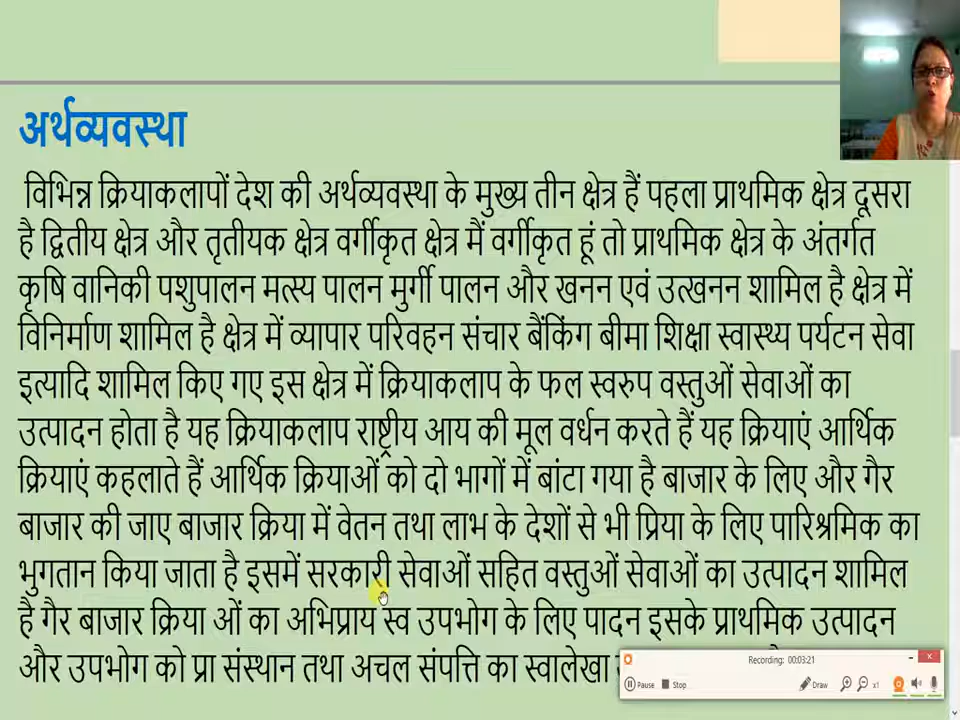 अर्थव्यवस्था
विभिन्न क्रियाकलापों देश की अर्थव्यवस्था के मुख्य तीन क्षेत्र हैं पहला प्राथमिक क्षेत्र दूसरा
है द्वितीय क्षेत्र और तृतीयक क्षेत्र वर्गीकृत क्षेत्र मैं वर्गीकृत हूं तो प्राथमिक क्षेत्र के अंतर्गत
कृषि वानिकी पशुपालन मत्स्य पालन मुर्गी पालन और खनन एवं उत्खनन शामिल है क्षेत्र में
विनिर्माण शामिल है क्षेत्र में व्यापार परिवहन संचार बैंकिंग बीमा शिक्षा स्वास्थ्य पर्यटन सेवा
इत्यादि शामिल किए गए इस क्षेत्र में क्रियाकलाप के फल स्वरुप वस्तुओं सेवाओं का
उत्पादन होता है यह क्रियाकलाप राष्ट्रीय आय की मूल वर्धन करते हैं यह क्रियाएं आर्थिक
क्रियाएं कहलाते हैं आर्थिक क्रियाओं को दो भागों में बांटा गया है बाजार के लिए और गैर
बाजार की जाए बाजार क्रिया में वेतन तथा लाभ के देशों से भी प्रिया के लिए पारिश्रमिक का
भुगतान किया जाता है इसमें सरकारी सेवाओं सहित वस्तुओं सेवाओं का उत्पादन शामिल
है गैर बाजार क्रिया ओं का अभिप्राय स्व उपभोग के लिए पादन इसके प्राथमिक उत्पादन
और उपभोग को प्रा संस्थान तथा अचल संपत्ति का स्वालेखा
Recording: 00:03:21
Pause Stop Draw x1